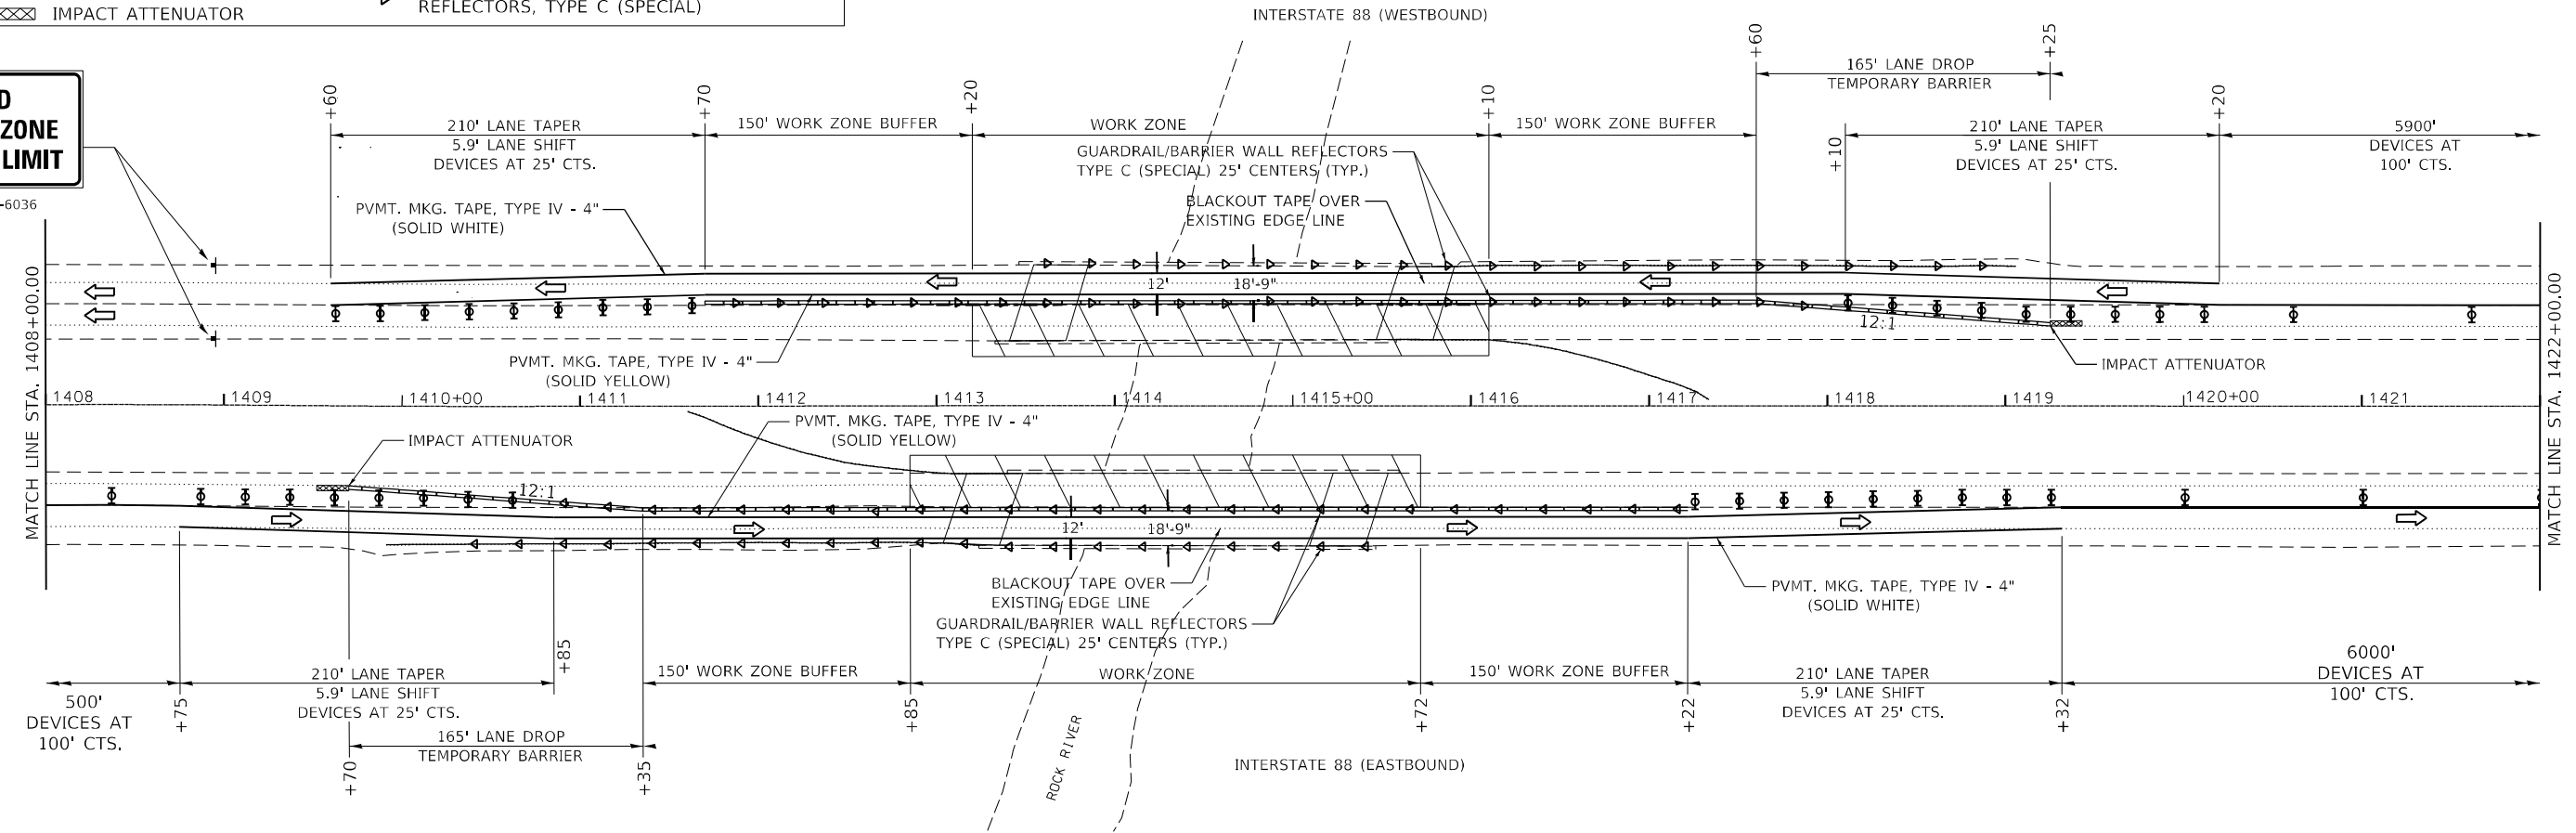 IMPACT ATTENUATOR
REFLECTORS, TYPE C (SPECIAL)
INTERSTATE 88 (WESTBOUND)
D
ZONE
LIMIT
-6036
+60
+70
+20
+10
+60
+25
+10
+20
165' LANE DROP
TEMPORARY BARRIER
210' LANE TAPER
5.9' LANE SHIFT
DEVICES AT 25' CTS.
150' WORK ZONE BUFFER
WORK ZONE
150' WORK ZONE BUFFER
210' LANE TAPER
5.9' LANE SHIFT
DEVICES AT 25' CTS.
5900'
DEVICES AT
100' CTS.
GUARDRAIL/BARRIER WALL REFLECTORS
TYPE C (SPECIAL) 25' CENTERS (TYP.)
BLACKOUT TAPE OVER
EXISTING EDGE LINE
PVMT. MKG. TAPE, TYPE IV - 4"
(SOLID WHITE)
12'
18'-9"
12:1
PVMT. MKG. TAPE, TYPE IV - 4"
(SOLID YELLOW)
IMPACT ATTENUATOR
MATCH LINE STA. 1408+00.00
MATCH LINE STA. 1422+00.00
1408
1409
1410+00
1411
1412
1413
1414
1415+00
1416
1417
1418
1419
1420+00
1421
PVMT. MKG. TAPE, TYPE IV - 4"
(SOLID YELLOW)
IMPACT ATTENUATOR
12:1
12'
18'-9"
BLACKOUT TAPE OVER
EXISTING EDGE LINE
PVMT. MKG. TAPE, TYPE IV - 4"
(SOLID WHITE)
GUARDRAIL/BARRIER WALL REFLECTORS
TYPE C (SPECIAL) 25' CENTERS (TYP.)
500'
DEVICES AT
100' CTS.
210' LANE TAPER
5.9' LANE SHIFT
DEVICES AT 25' CTS.
150' WORK ZONE BUFFER
WORK ZONE
150' WORK ZONE BUFFER
210' LANE TAPER
5.9' LANE SHIFT
DEVICES AT 25' CTS.
6000'
DEVICES AT
100' CTS.
165' LANE DROP
TEMPORARY BARRIER
+75
+70
+85
+35
+85
+72
+22
+32
ROCK RIVER
INTERSTATE 88 (EASTBOUND)